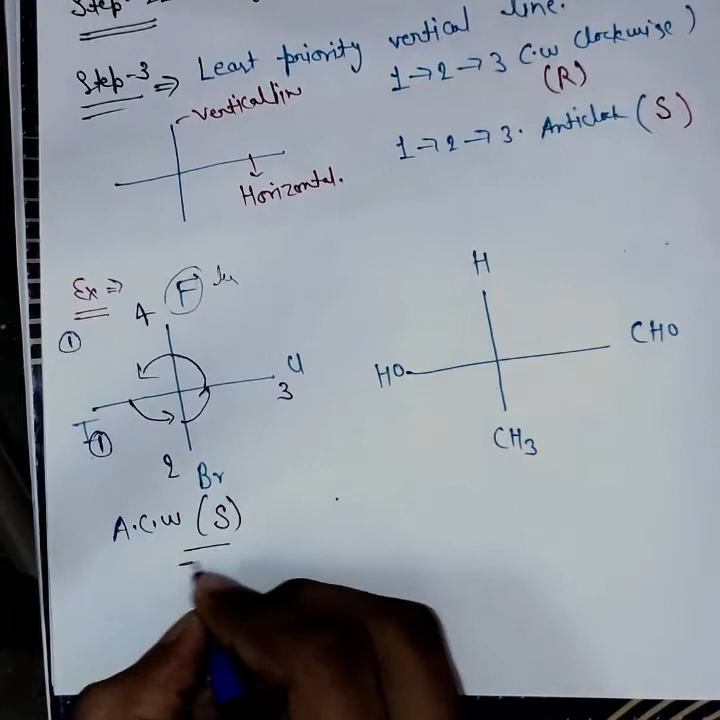 Step-
Step-3 ⇒ Least priority vertical line.
1→2→3 (C.W Clockwise)
(R)
Vertical lin
1→2→3. Anticlock (S)
Horizontal.
Ex ⇒
① 4 F
Cl
3
I ①
2 Br
A.C.W (S)
H
HO
CHO
CH3